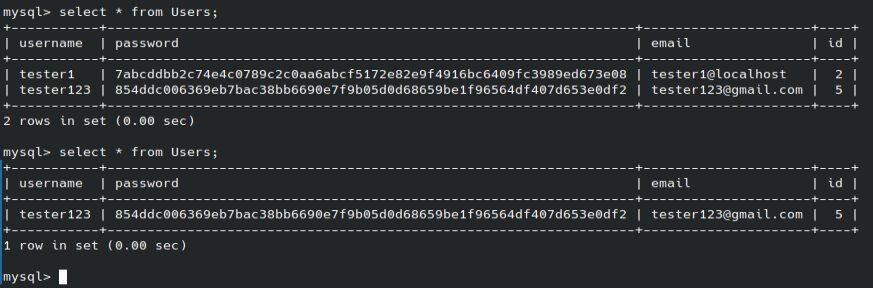 mysql> select * from Users;
+-----------+------------------------------------------------------------------+---------------------+----+
| username  | password                                                         | email               | id |
+-----------+------------------------------------------------------------------+---------------------+----+
| tester1   | 7abcddbb2c74e4c0789c2c0aa6abcf5172e82e9f4916bc6409fc3989ed673e08 | tester1@localhost   |  2 |
| tester123 | 854ddc006369eb7bac38bb6690e7f9b05d0d68659be1f96564df407d653e0df2 | tester123@gmail.com |  5 |
+-----------+------------------------------------------------------------------+---------------------+----+
2 rows in set (0.00 sec)
mysql> select * from Users;
+-----------+------------------------------------------------------------------+---------------------+----+
| username  | password                                                         | email               | id |
+-----------+------------------------------------------------------------------+---------------------+----+
| tester123 | 854ddc006369eb7bac38bb6690e7f9b05d0d68659be1f96564df407d653e0df2 | tester123@gmail.com |  5 |
+-----------+------------------------------------------------------------------+---------------------+----+
1 row in set (0.00 sec)
mysql>